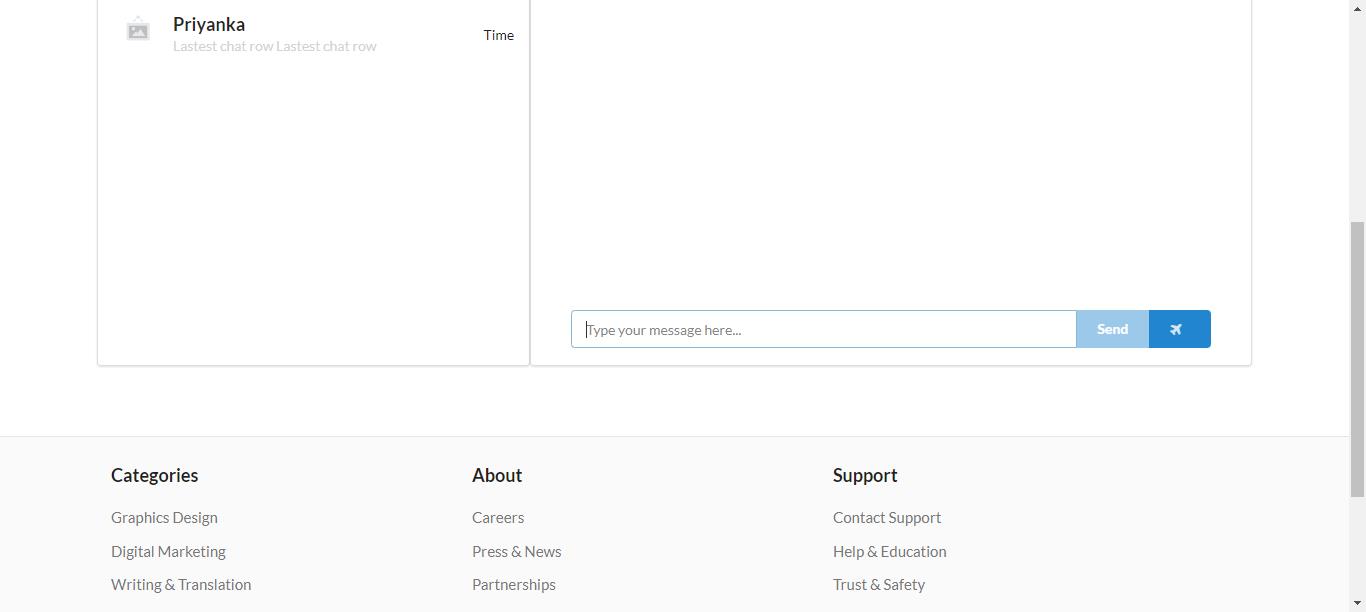 Priyanka
Lastest chat row Lastest chat row
Time
Type your message here...
Send
Categories
Graphics Design
Digital Marketing
Writing & Translation
About
Careers
Press & News
Partnerships
Support
Contact Support
Help & Education
Trust & Safety